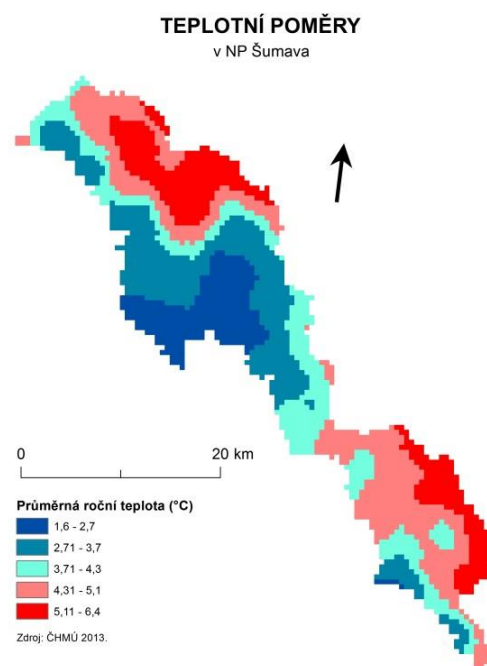 TEPLOTNÍ POMĚRY
v NP Šumava
0 20 km
Průměrná roční teplota (°C)
1,6 - 2,7
2,71 - 3,7
3,71 - 4,3
4,31 - 5,1
5,11 - 6,4
Zdroj: ČHMÚ 2013.